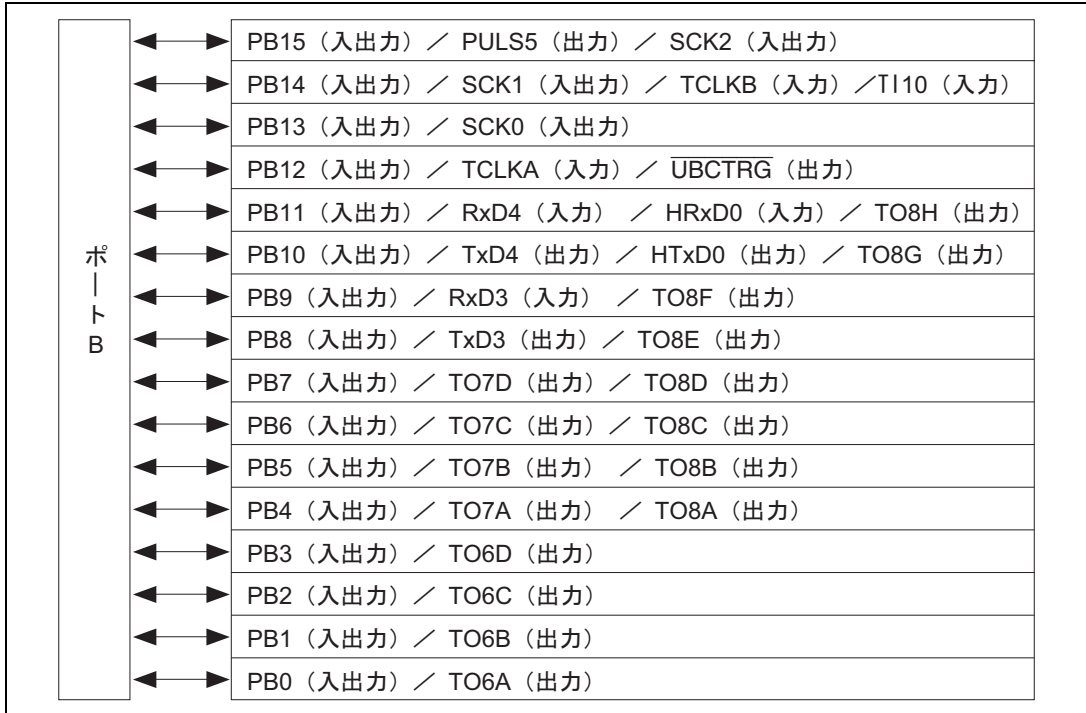 ポートB
PB15（入出力）／ PULS5（出力）／ SCK2（入出力）
PB14（入出力）／ SCK1（入出力）／ TCLKB（入力）／TI10（入力）
PB13（入出力）／ SCK0（入出力）
PB12（入出力）／ TCLKA（入力）／ U̅B̅C̅T̅R̅G̅（出力）
PB11（入出力）／ RxD4（入力） ／ HRxD0（入力）／ TO8H（出力）
PB10（入出力）／ TxD4（出力）／ HTxD0（出力）／ TO8G（出力）
PB9（入出力）／ RxD3（入力） ／ TO8F（出力）
PB8（入出力）／ TxD3（出力）／ TO8E（出力）
PB7（入出力）／ TO7D（出力）／ TO8D（出力）
PB6（入出力）／ TO7C（出力）／ TO8C（出力）
PB5（入出力）／ TO7B（出力） ／ TO8B（出力）
PB4（入出力）／ TO7A（出力） ／ TO8A（出力）
PB3（入出力）／ TO6D（出力）
PB2（入出力）／ TO6C（出力）
PB1（入出力）／ TO6B（出力）
PB0（入出力）／ TO6A（出力）